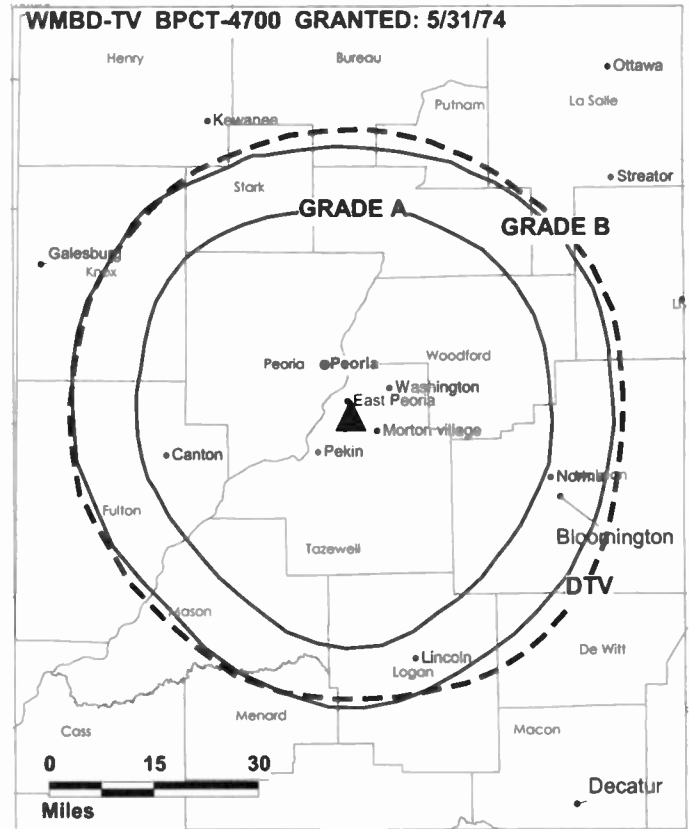 WMBD-TV BPCT-4700 GRANTED: 5/31/74
Henry
Bureau
Ottawa
Putnam
La Salle
Kewanee
Streator
Stark
GRADE A
GRADE B
Galesburg
Knox
Peoria
Peoria
Woodford
Washington
East Peoria
Morton village
Canton
Pekin
Normal
Fulton
Bloomington
Tazewell
DTV
Mason
De Witt
Lincoln
Logan
Menard
Cass
Macon
0 15 30
Miles
Decatur